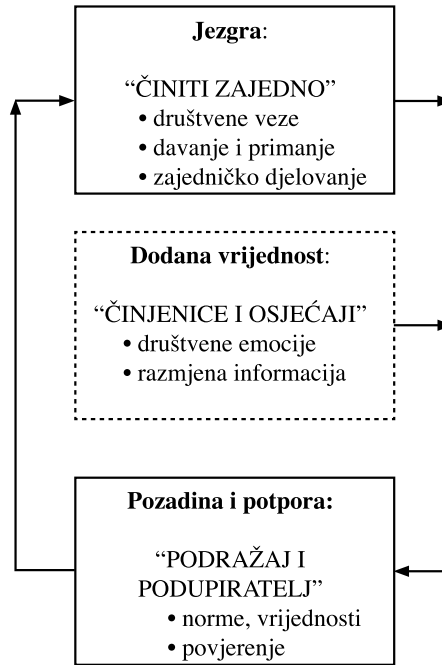 Jezgra:
“ČINITI ZAJEDNO”
• društvene veze
• davanje i primanje
• zajedničko djelovanje
Dodana vrijednost:
“ČINJENICE I OSJEĆAJI”
• društvene emocije
• razmjena informacija
Pozadina i potpora:
“PODRAŽAJ I
PODUPIRATELJ”
• norme, vrijednosti
• povjerenje